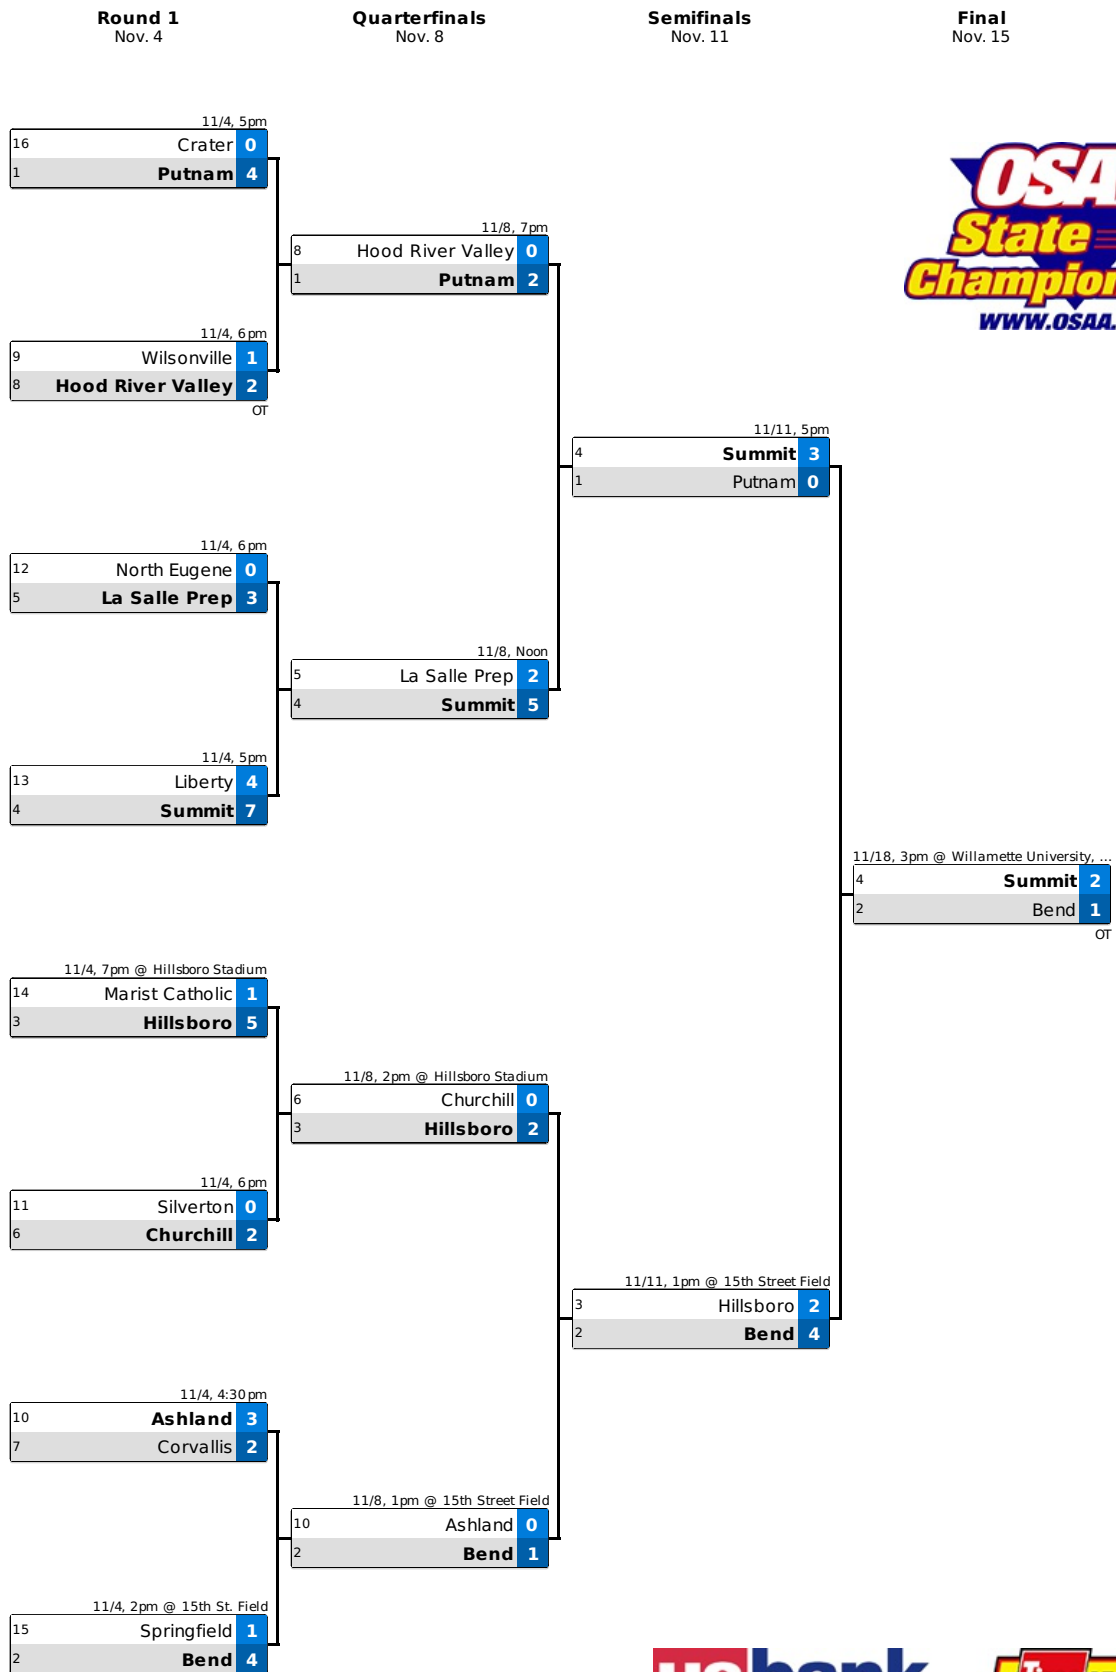 Round 1
Nov. 4
Quarterfinals
Nov. 8
Semifinals
Nov. 11
Final
Nov. 15
11/4, 5pm
16 Crater 0
1 Putnam 4
11/4, 6pm
9 Wilsonville 1
8 Hood River Valley 2
OT
11/4, 6pm
12 North Eugene 0
5 La Salle Prep 3
11/4, 5pm
13 Liberty 4
4 Summit 7
11/4, 7pm @ Hillsboro Stadium
14 Marist Catholic 1
3 Hillsboro 5
11/4, 6pm
11 Silverton 0
6 Churchill 2
11/4, 4:30pm
10 Ashland 3
7 Corvallis 2
11/4, 2pm @ 15th St. Field
15 Springfield 1
2 Bend 4
11/8, 7pm
8 Hood River Valley 0
1 Putnam 2
11/8, Noon
5 La Salle Prep 2
4 Summit 5
11/8, 2pm @ Hillsboro Stadium
6 Churchill 0
3 Hillsboro 2
11/8, 1pm @ 15th Street Field
10 Ashland 0
2 Bend 1
11/11, 5pm
4 Summit 3
1 Putnam 0
11/11, 1pm @ 15th Street Field
3 Hillsboro 2
2 Bend 4
11/18, 3pm @ Willamette University, ...
4 Summit 2
2 Bend 1
OT
OSA
State
Champion
WWW.OSAA.
bank